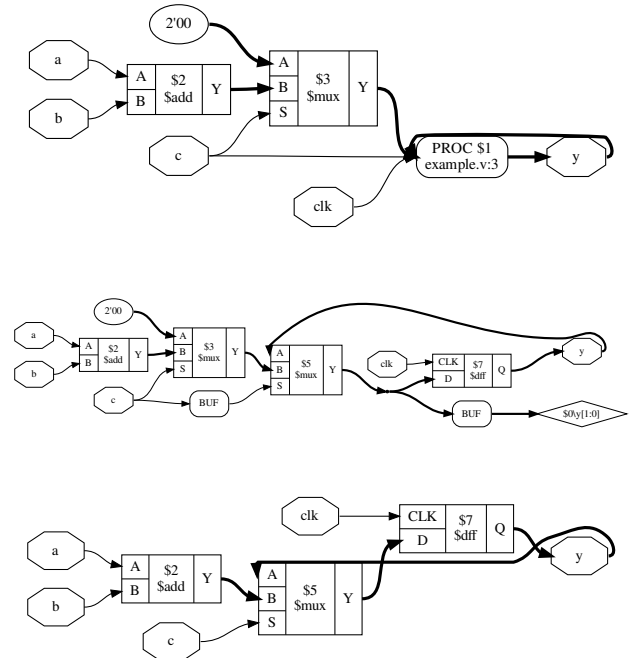 2'00
a
A
$2
$add
B
Y
b
A
B
S
$3
$mux
Y
c
PROC $1
example.v:3
y
clk
2'00
a
A
B
$2
$add
Y
b
A
B
S
$3
$mux
Y
c
BUF
A
B
S
$5
$mux
Y
clk
CLK
D
$7
$dff
Q
y
BUF
$0\y[1:0]
clk
CLK
D
$7
$dff
Q
y
a
A
B
$2
$add
Y
b
A
B
S
$5
$mux
Y
c